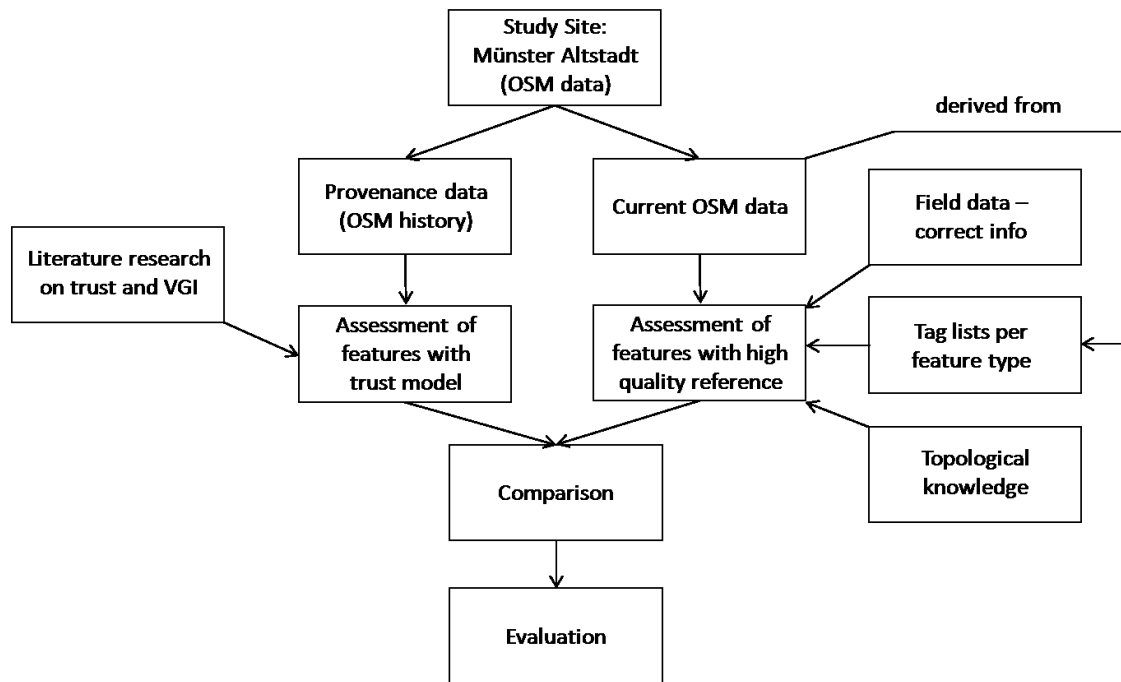 Study Site:
Münster Altstadt
(OSM data)
derived from
Provenance data
(OSM history)
Current OSM data
Field data –
correct info
Literature research
on trust and VGI
Assessment of
features with
trust model
Assessment of
features with high
quality reference
Tag lists per
feature type
Topological
knowledge
Comparison
Evaluation